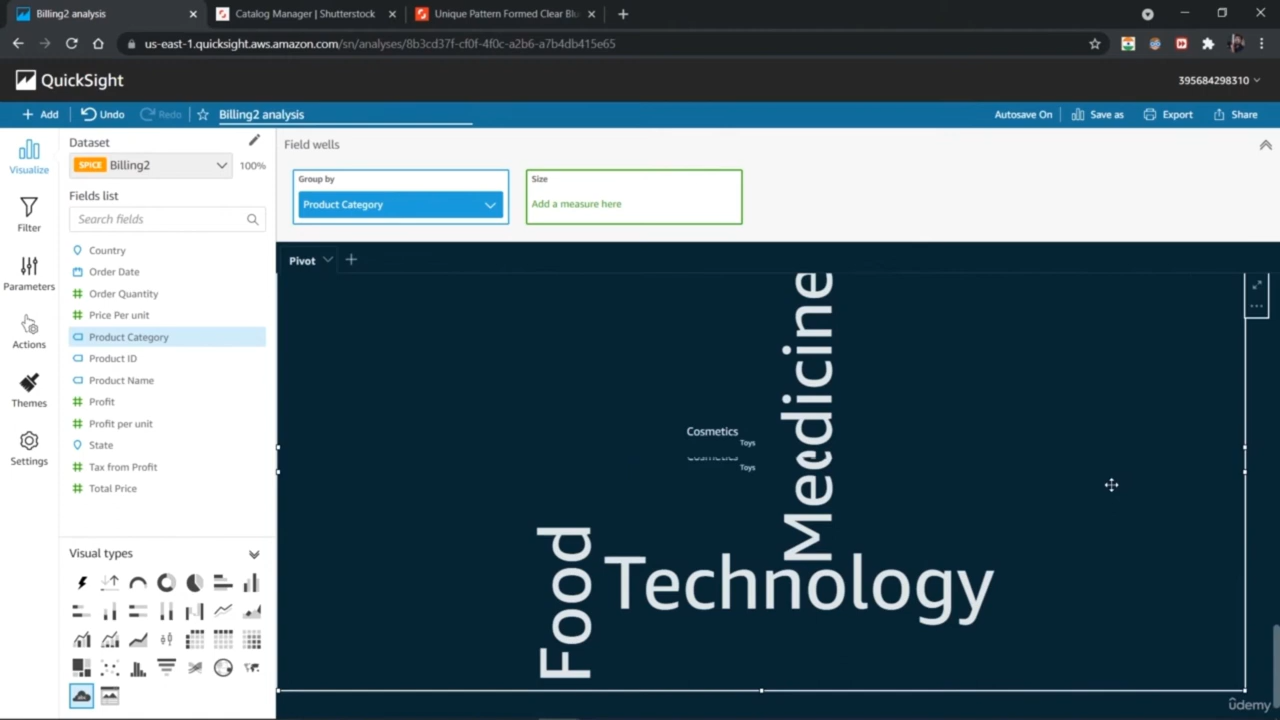 Billing2 analysis
Catalog Manager | Shutterstock
Unique Pattern Formed Clear Blu
us-east-1.quicksight.aws.amazon.com/sn/analyses/8b3cd37f-cf0f-4f0c-a2b6-a7b4db415e65
QuickSight
395684298310
Add
Undo
Redo
Billing2 analysis
Autosave On
Save as
Export
Share
Visualize
Filter
Parameters
Actions
Themes
Settings
Dataset
SPICE Billing2
100%
Fields list
Search fields
Country
Order Date
Order Quantity
Price Per unit
Product Category
Product ID
Product Name
Profit
Profit per unit
State
Tax from Profit
Total Price
Visual types
Field wells
Group by
Product Category
Size
Add a measure here
Pivot
Medicine
Cosmetics
Toys
Cosmetics
Toys
Food
Technology
ûdemy